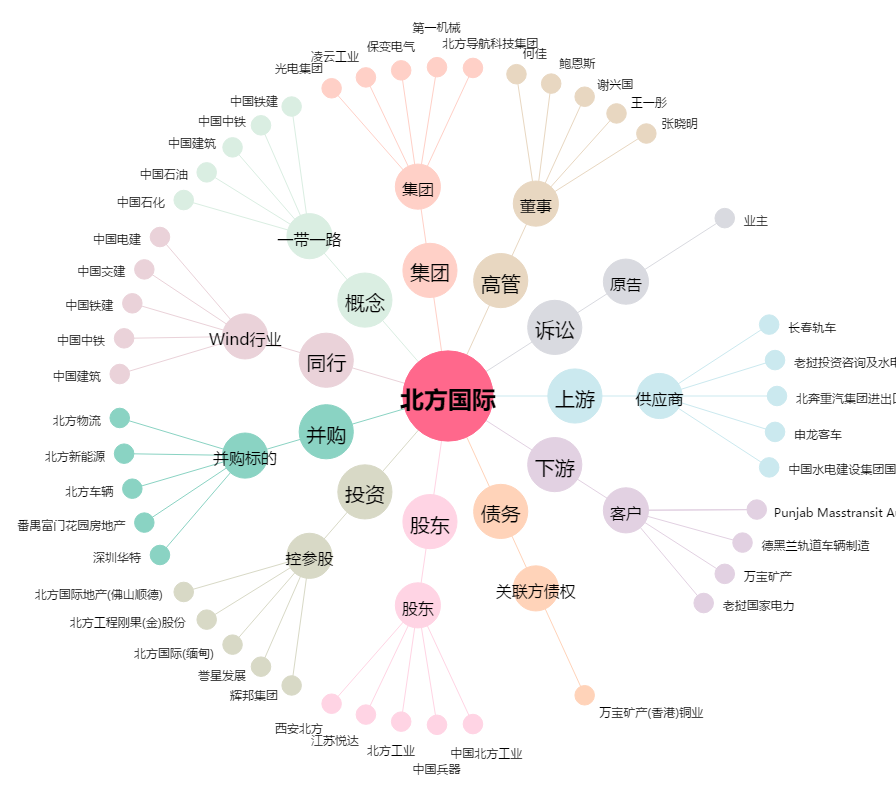 第一机械
北方导航科技集团
保变电气
凌云工业
光电集团
何佳
鲍恩斯
谢兴国
王一彤
张晓明
中国铁建
中国中铁
中国建筑
中国石油
中国石化
集团
董事
业主
一带一路
集团
高管
原告
概念
诉讼
中国电建
中国交建
中国铁建
中国中铁
中国建筑
Wind行业
同行
北方国际
上游
供应商
长春轨车
老挝投资咨询及水电
北奔重汽集团进出口
申龙客车
中国水电建设集团国
北方物流
北方新能源
北方车辆
番禺富门花园房地产
深圳华特
并购标的
并购
下游
客户
Punjab Masstransit Au
德黑兰轨道车辆制造
万宝矿产
老挝国家电力
投资
股东
债务
控参股
北方国际地产(佛山顺德)
北方工程刚果(金)股份
北方国际(缅甸)
誉星发展
辉邦集团
股东
关联方债权
西安北方
江苏悦达
北方工业
中国兵器
中国北方工业
万宝矿产(香港)铜业